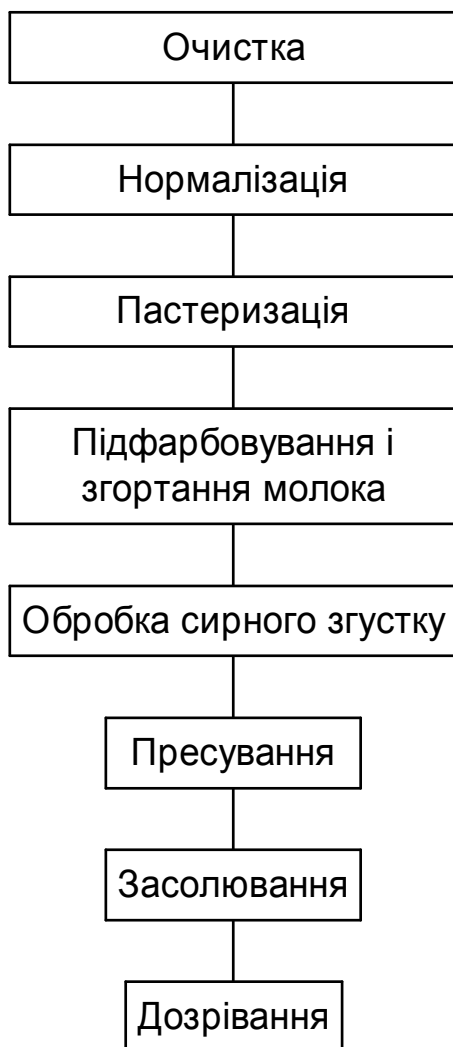 Очистка
Нормалізація
Пастеризація
Підфарбовування і
згортання молока
Обробка сирного згустку
Пресування
Засолювання
Дозрівання